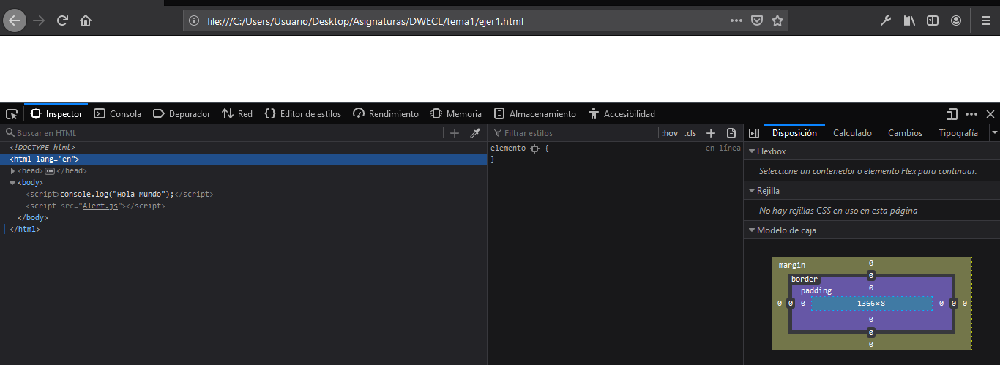 file:///C:/Users/Usuario/Desktop/Asignaturas/DWECL/tema1/ejer1.html
Inspector Consola Depurador Red Editor de estilos Rendimiento Memoria Almacenamiento Accesibilidad
Buscar en HTML
<!DOCTYPE html>
<html lang="en">
<head></head>
<body>
<script>console.log("Hola Mundo");</script>
<script src="Alert.js"></script>
</body>
</html>
Filtrar estilos :hov .cls
elemento { en línea
}
Disposición Calculado Cambios Tipografía
Flexbox
Seleccione un contenedor o elemento Flex para continuar.
Rejilla
No hay rejillas CSS en uso en esta página
Modelo de caja
margin 0
border 0
padding 0
0 0 0 1366×8 0 0 0
0
0
0